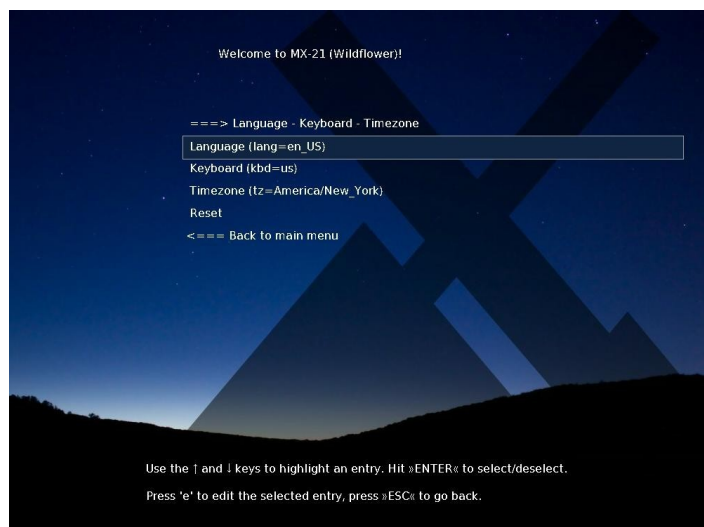 Welcome to MX-21 (Wildflower)!
===> Language - Keyboard - Timezone
Language (lang=en_US)
Keyboard (kbd=us)
Timezone (tz=America/New_York)
Reset
<=== Back to main menu
Use the ↑ and ↓ keys to highlight an entry. Hit »ENTER« to select/deselect.
Press 'e' to edit the selected entry, press »ESC« to go back.